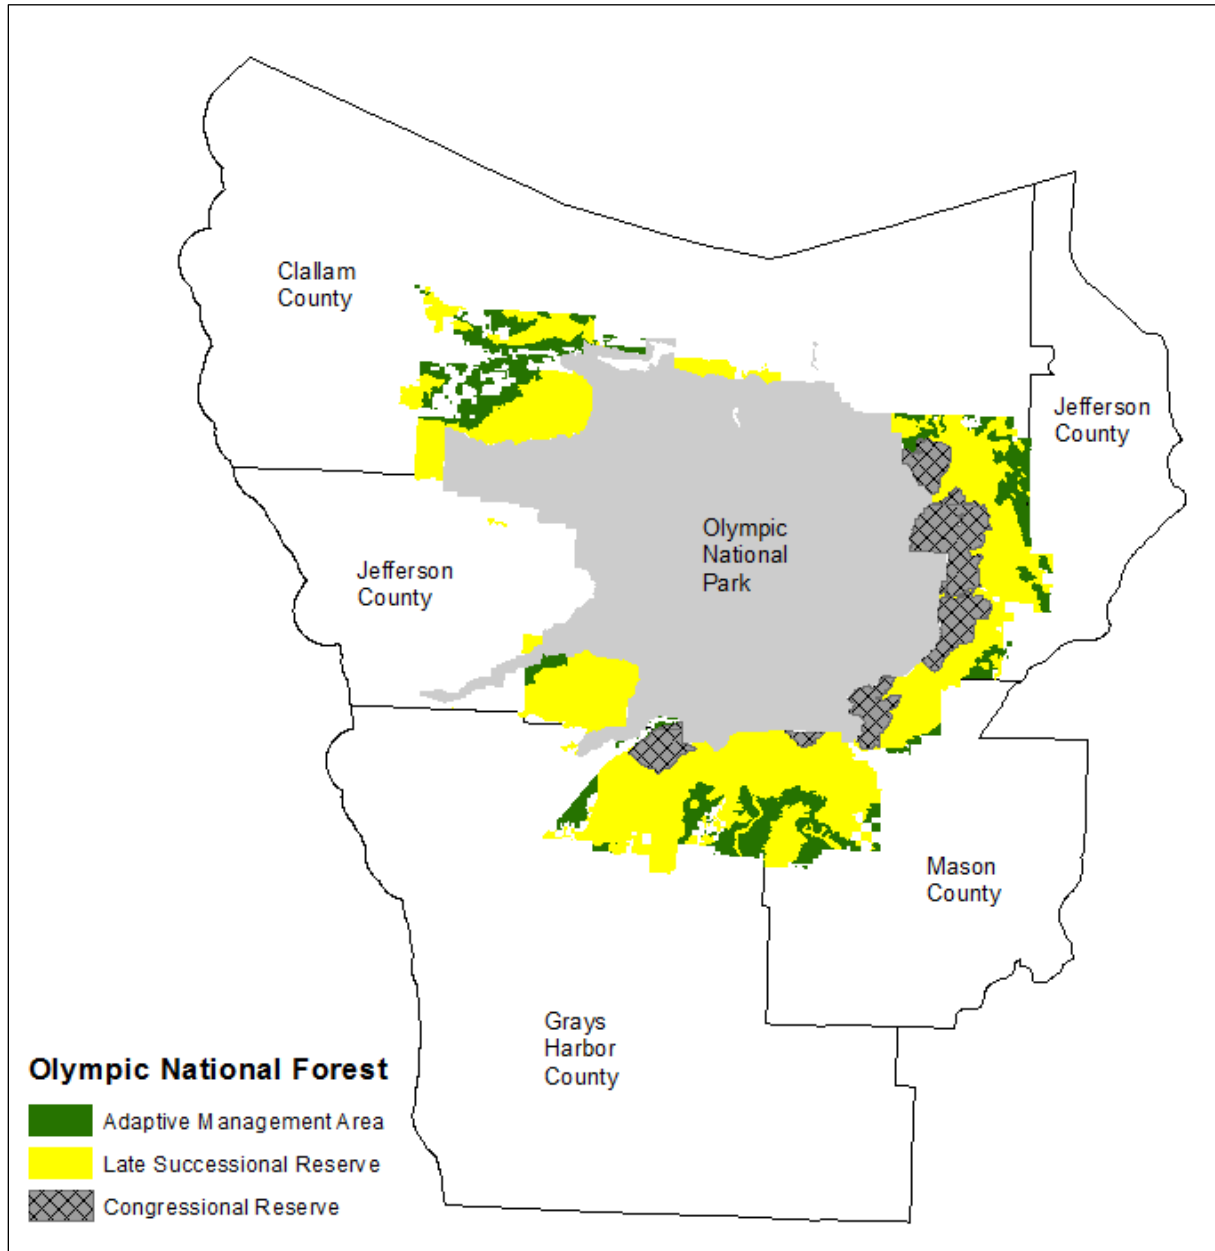 Clallam
County
Jefferson
County
Olympic
National
Park
Jefferson
County
Mason
County
Grays
Harbor
County
Olympic National Forest
Adaptive Management Area
Late Successional Reserve
Congressional Reserve